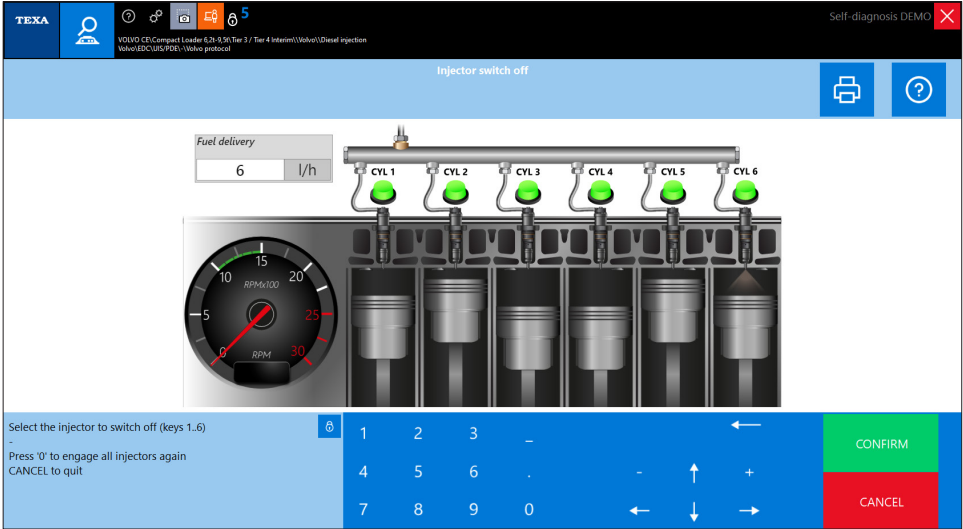 TEXA
5
Self-diagnosis DEMO
VOLVO CE\Compact Loader 6,2t-9,5t\Tier 3 / Tier 4 Interim\\Volvo\\Diesel injection
Volvo\EDC\UIS/PDE\-\Volvo protocol
Injector switch off
Fuel delivery
6 l/h
CYL 1 CYL 2 CYL 3 CYL 4 CYL 5 CYL 6
0 5 10 15 20 25 30
RPMx100
RPM
Select the injector to switch off (keys 1..6)
-
Press '0' to engage all injectors again
CANCEL to quit
1 2 3 _
4 5 6 . - +
7 8 9 0
CONFIRM
CANCEL